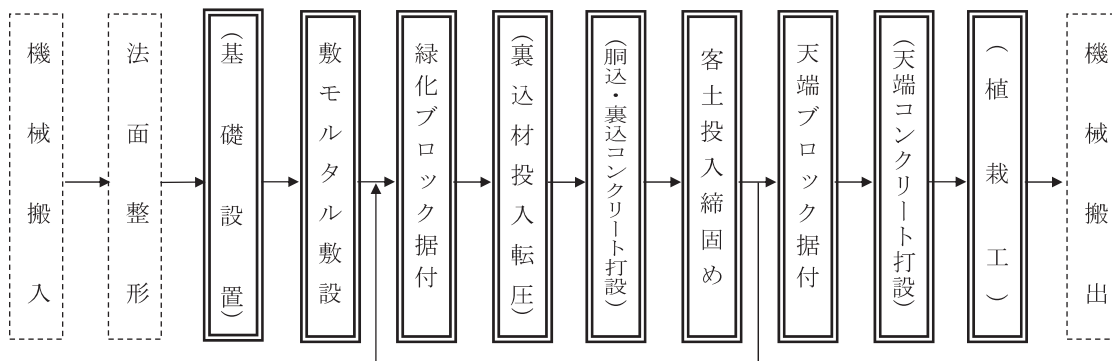 機械搬入
法面整形
（基礎設置）
敷モルタル敷設
緑化ブロック据付
（裏込材投入転圧）
（胴込・裏込コンクリート打設）
客土投入締固め
天端ブロック据付
（天端コンクリート打設）
（植栽工）
機械搬出